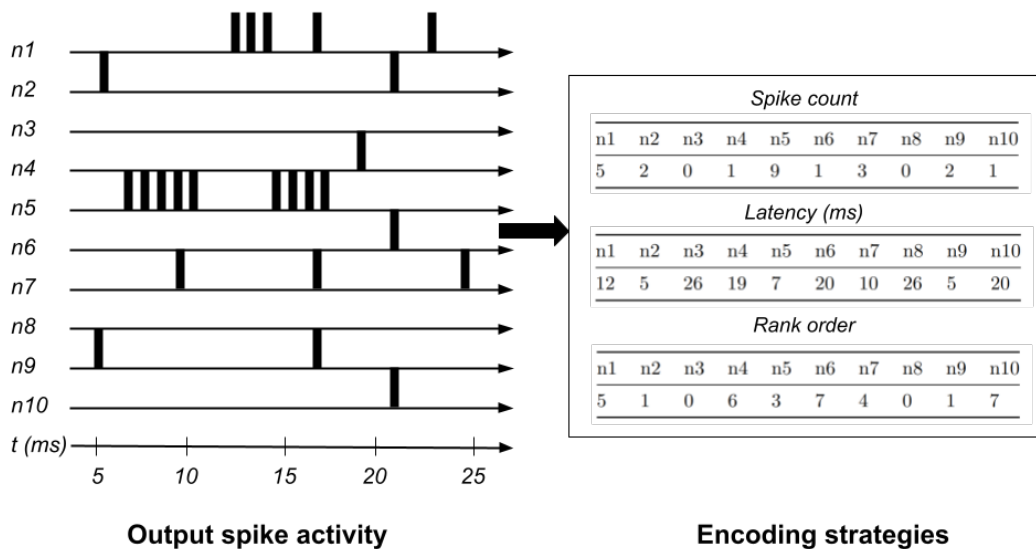 n1
n2
n3
n4
n5
n6
n7
n8
n9
n10
t (ms)
5 10 15 20 25
Output spike activity
Spike count
n1 n2 n3 n4 n5 n6 n7 n8 n9 n10
5 2 0 1 9 1 3 0 2 1
Latency (ms)
n1 n2 n3 n4 n5 n6 n7 n8 n9 n10
12 5 26 19 7 20 10 26 5 20
Rank order
n1 n2 n3 n4 n5 n6 n7 n8 n9 n10
5 1 0 6 3 7 4 0 1 7
Encoding strategies